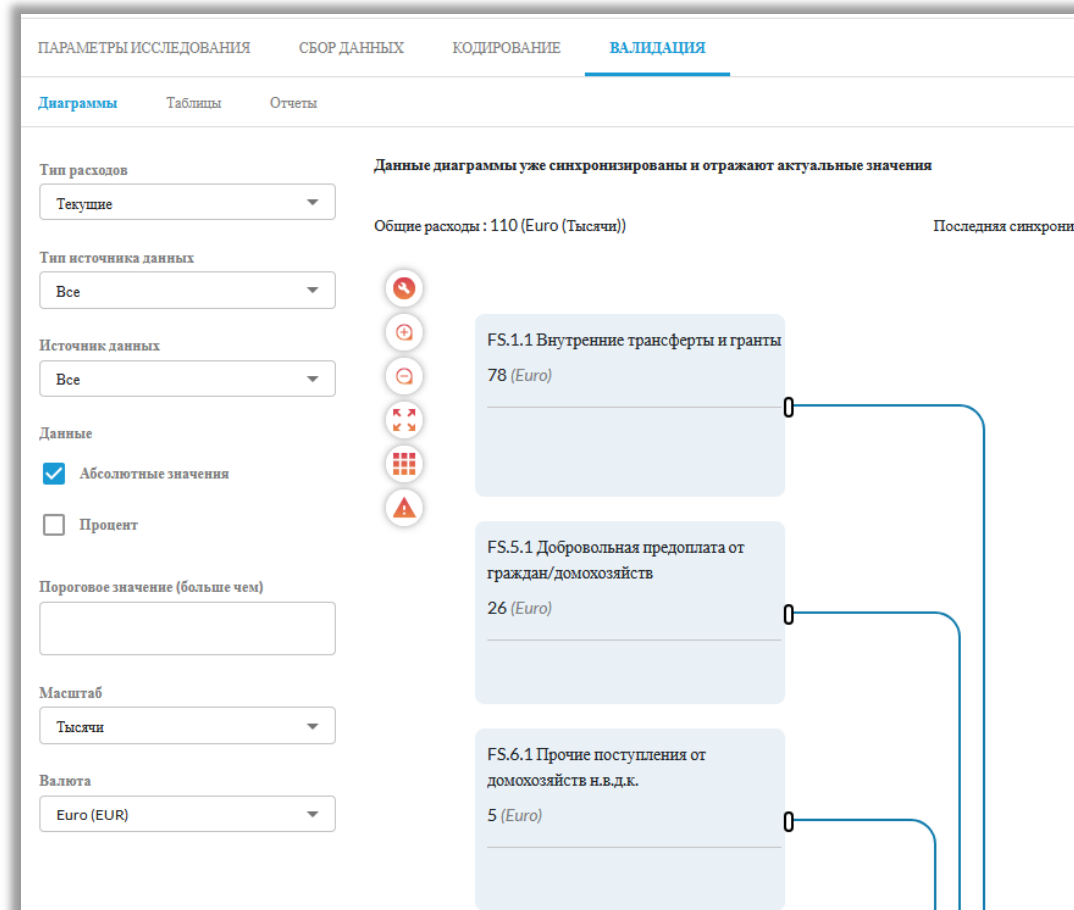 ПАРАМЕТРЫ ИССЛЕДОВАНИЯ СБОР ДАННЫХ КОДИРОВАНИЕ ВАЛИДАЦИЯ
Диаграммы Таблицы Отчеты
Тип расходов
Текущие
Тип источника данных
Все
Источник данных
Все
Данные
Абсолютные значения
Процент
Пороговое значение (больше чем)
Масштаб
Тысячи
Валюта
Euro (EUR)
Данные диаграммы уже синхронизированы и отражают актуальные значения
Общие расходы : 110 (Euro (Тысячи)) Последняя синхрони
FS.1.1 Внутренние трансферты и гранты
78 (Euro)
FS.5.1 Добровольная предоплата от
граждан/домохозяйств
26 (Euro)
FS.6.1 Прочие поступления от
домохозяйств н.в.д.к.
5 (Euro)